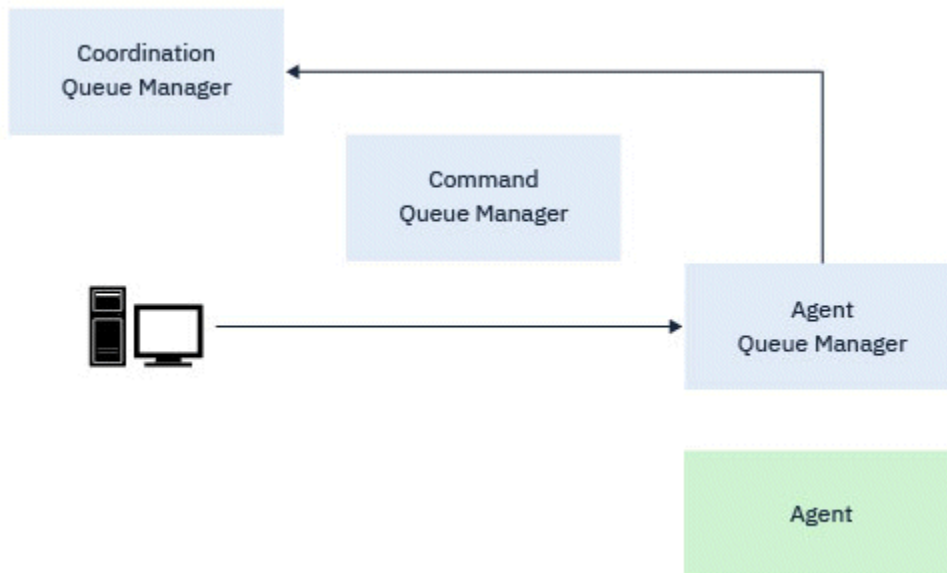 Coordination
Queue Manager
Command
Queue Manager
Agent
Queue Manager
Agent